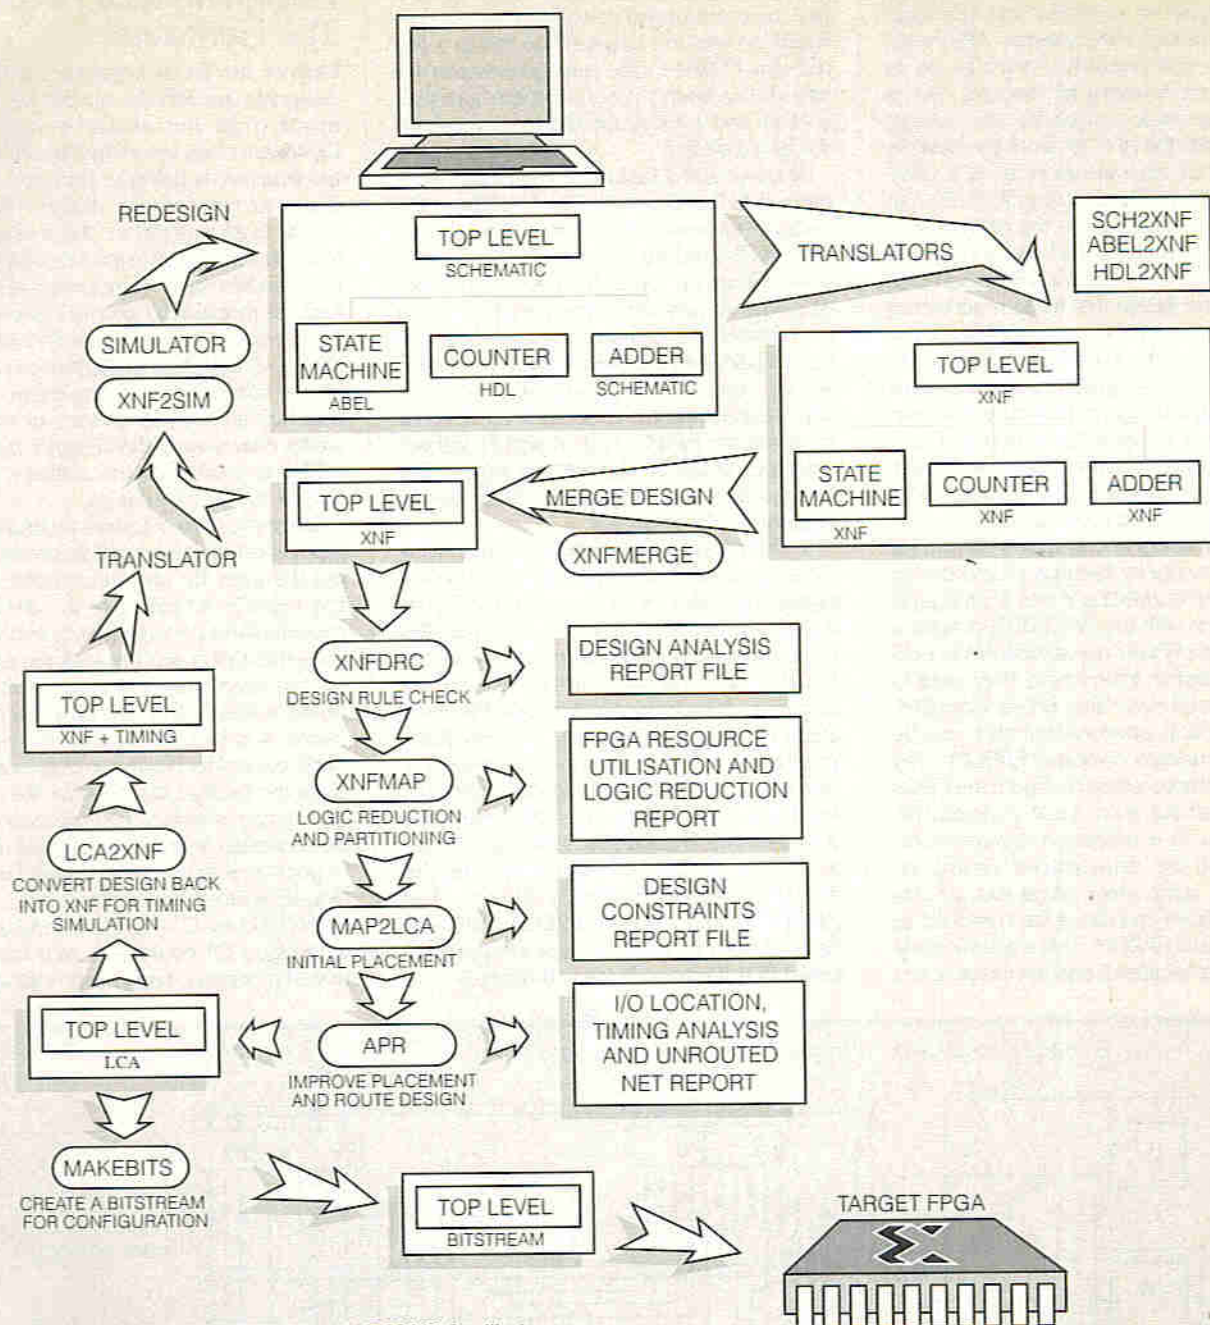 REDESIGN
TOP LEVEL
SCHEMATIC
STATE
MACHINE
ABEL
COUNTER
HDL
ADDER
SCHEMATIC
TRANSLATORS
SCH2XNF
ABEL2XNF
HDL2XNF
SIMULATOR
XNF2SIM
TOP LEVEL
XNF
STATE
MACHINE
XNF
COUNTER
XNF
ADDER
XNF
MERGE DESIGN
XNFMERGE
TOP LEVEL
XNF
TRANSLATOR
XNFDRC
DESIGN RULE CHECK
DESIGN ANALYSIS
REPORT FILE
TOP LEVEL
XNF + TIMING
XNFMAP
LOGIC REDUCTION
AND PARTITIONING
FPGA RESOURCE
UTILISATION AND
LOGIC REDUCTION
REPORT
LCA2XNF
CONVERT DESIGN BACK
INTO XNF FOR TIMING
SIMULATION
MAP2LCA
INITIAL PLACEMENT
DESIGN
CONSTRAINTS
REPORT FILE
TOP LEVEL
LCA
APR
IMPROVE PLACEMENT
AND ROUTE DESIGN
I/O LOCATION,
TIMING ANALYSIS
AND UNROUTED
NET REPORT
MAKEBITS
CREATE A BITSTREAM
FOR CONFIGURATION
TOP LEVEL
BITSTREAM
TARGET FPGA